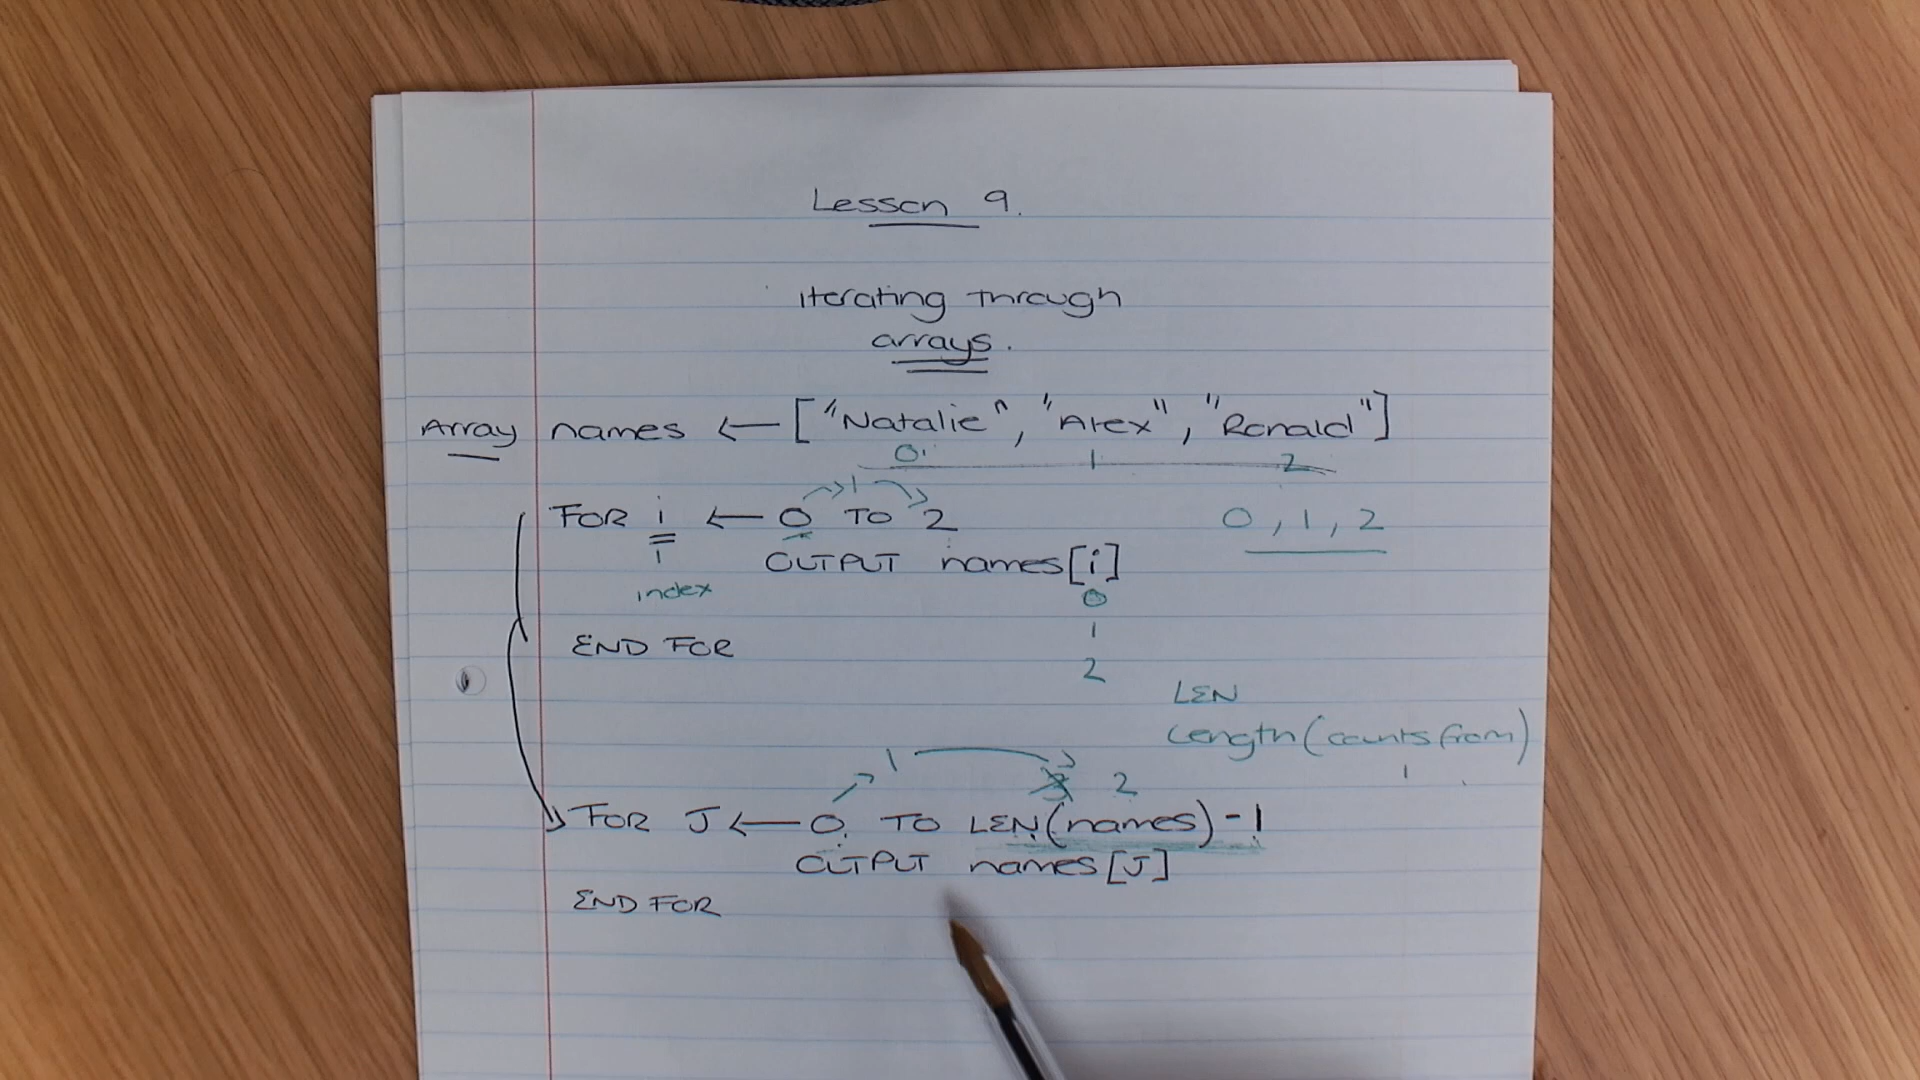 Lesson 9.
iterating through
arrays.
Array names ← ["Natalie", "Alex", "Ronald"]
0 1 2
1
FOR i ← 0 TO 2 0, 1, 2
OUTPUT names[i]
index 0
1
END FOR
2
LEN
Length (counts from)
1
1 3 2
FOR J ← 0 TO LEN(names) - 1
OUTPUT names[J]
END FOR